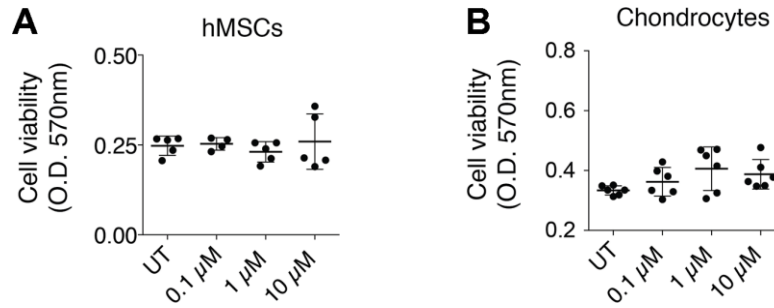 A
hMSCs
Cell viability
(O.D. 570nm)
0.50
0.25
0.00
UT
0.1 µM
1 µM
10 µM
B
Chondrocytes
Cell viability
(O.D. 570nm)
0.8
0.6
0.4
0.2
UT
0.1 µM
1 µM
10 µM